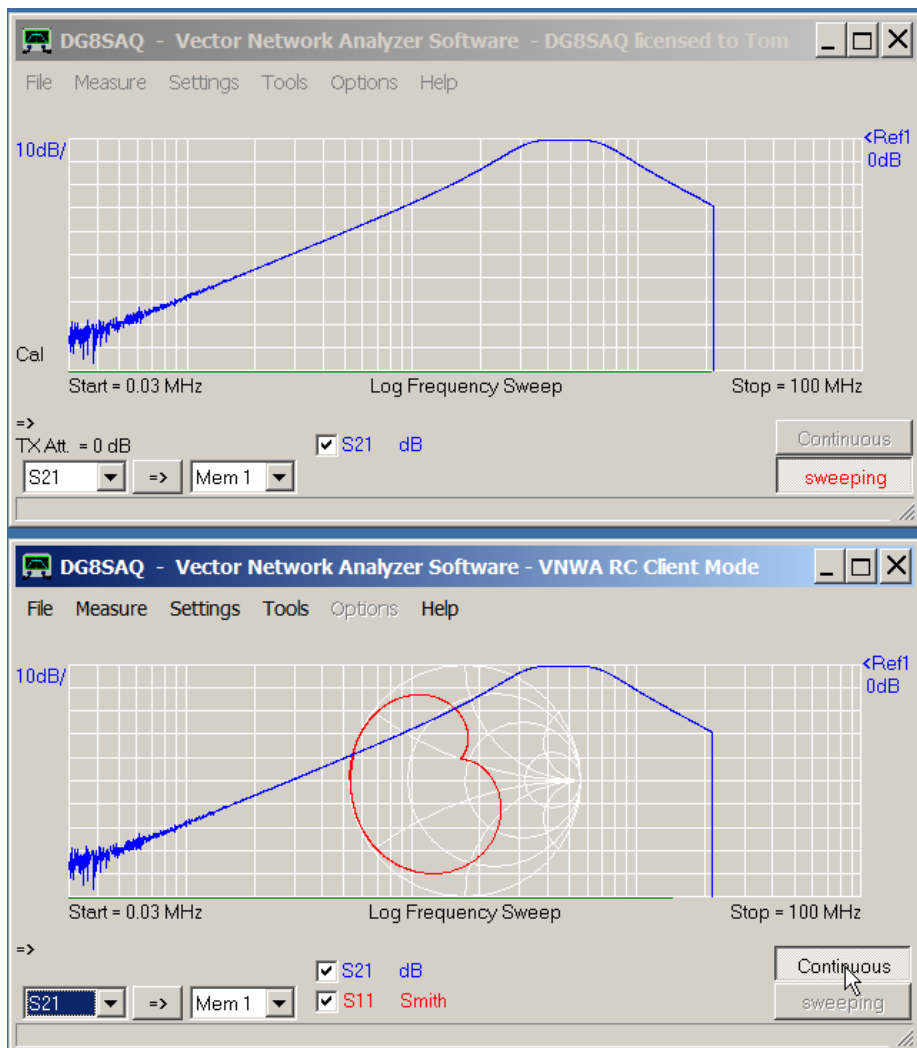 DG8SAQ - Vector Network Analyzer Software - DG8SAQ licensed to Tom
File Measure Settings Tools Options Help
10dB/
<Ref1
0dB
Cal
Start = 0.03 MHz Log Frequency Sweep Stop = 100 MHz
=>
TX Att. = 0 dB S21 dB Continuous
S21 => Mem 1 sweeping
DG8SAQ - Vector Network Analyzer Software - VNWA RC Client Mode
File Measure Settings Tools Options Help
10dB/
<Ref1
0dB
Start = 0.03 MHz Log Frequency Sweep Stop = 100 MHz
=>
S21 dB Continuous
S21 => Mem 1 S11 Smith sweeping